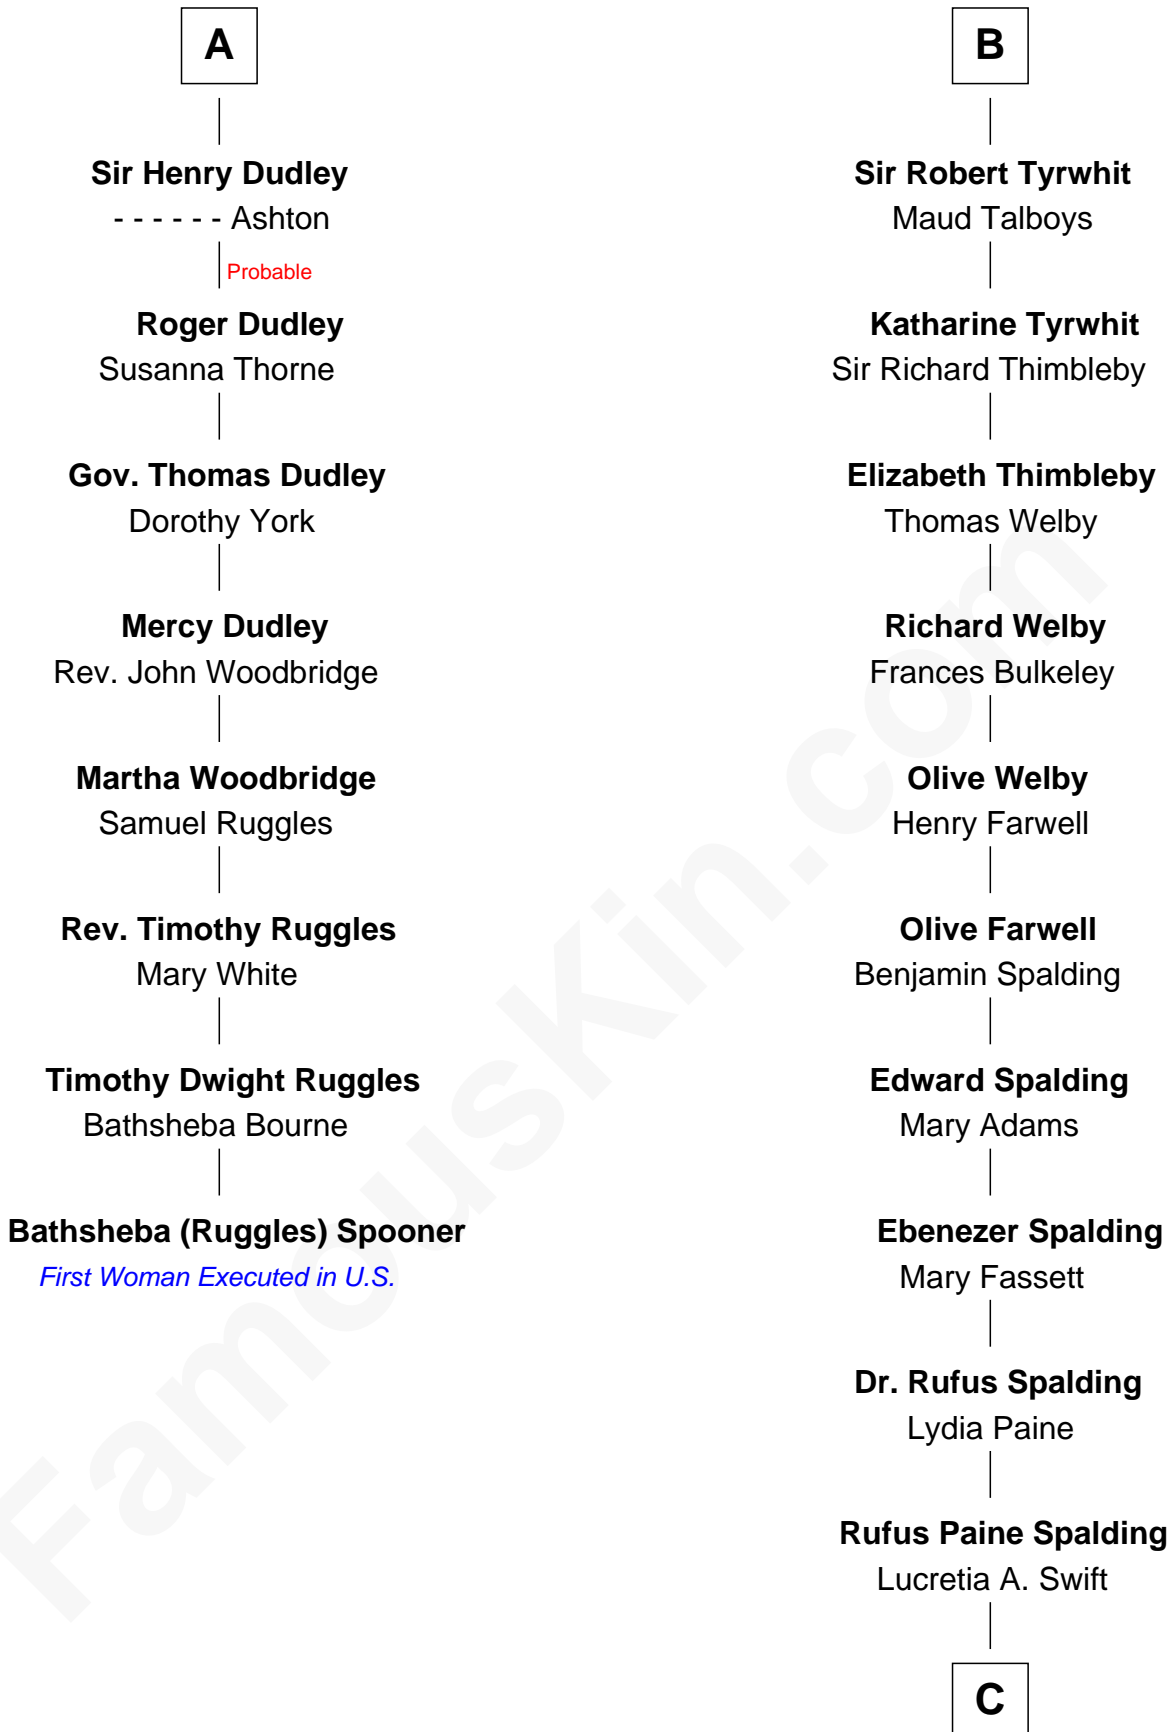 A
Sir Henry Dudley
- - - - - - Ashton
Probable
Roger Dudley
Susanna Thorne
Gov. Thomas Dudley
Dorothy York
Mercy Dudley
Rev. John Woodbridge
Martha Woodbridge
Samuel Ruggles
Rev. Timothy Ruggles
Mary White
Timothy Dwight Ruggles
Bathsheba Bourne
Bathsheba (Ruggles) Spooner
First Woman Executed in U.S.
B
Sir Robert Tyrwhit
Maud Talboys
Katharine Tyrwhit
Sir Richard Thimbleby
Elizabeth Thimbleby
Thomas Welby
Richard Welby
Frances Bulkeley
Olive Welby
Henry Farwell
Olive Farwell
Benjamin Spalding
Edward Spalding
Mary Adams
Ebenezer Spalding
Mary Fassett
Dr. Rufus Spalding
Lydia Paine
Rufus Paine Spalding
Lucretia A. Swift
C
FamousKin.com